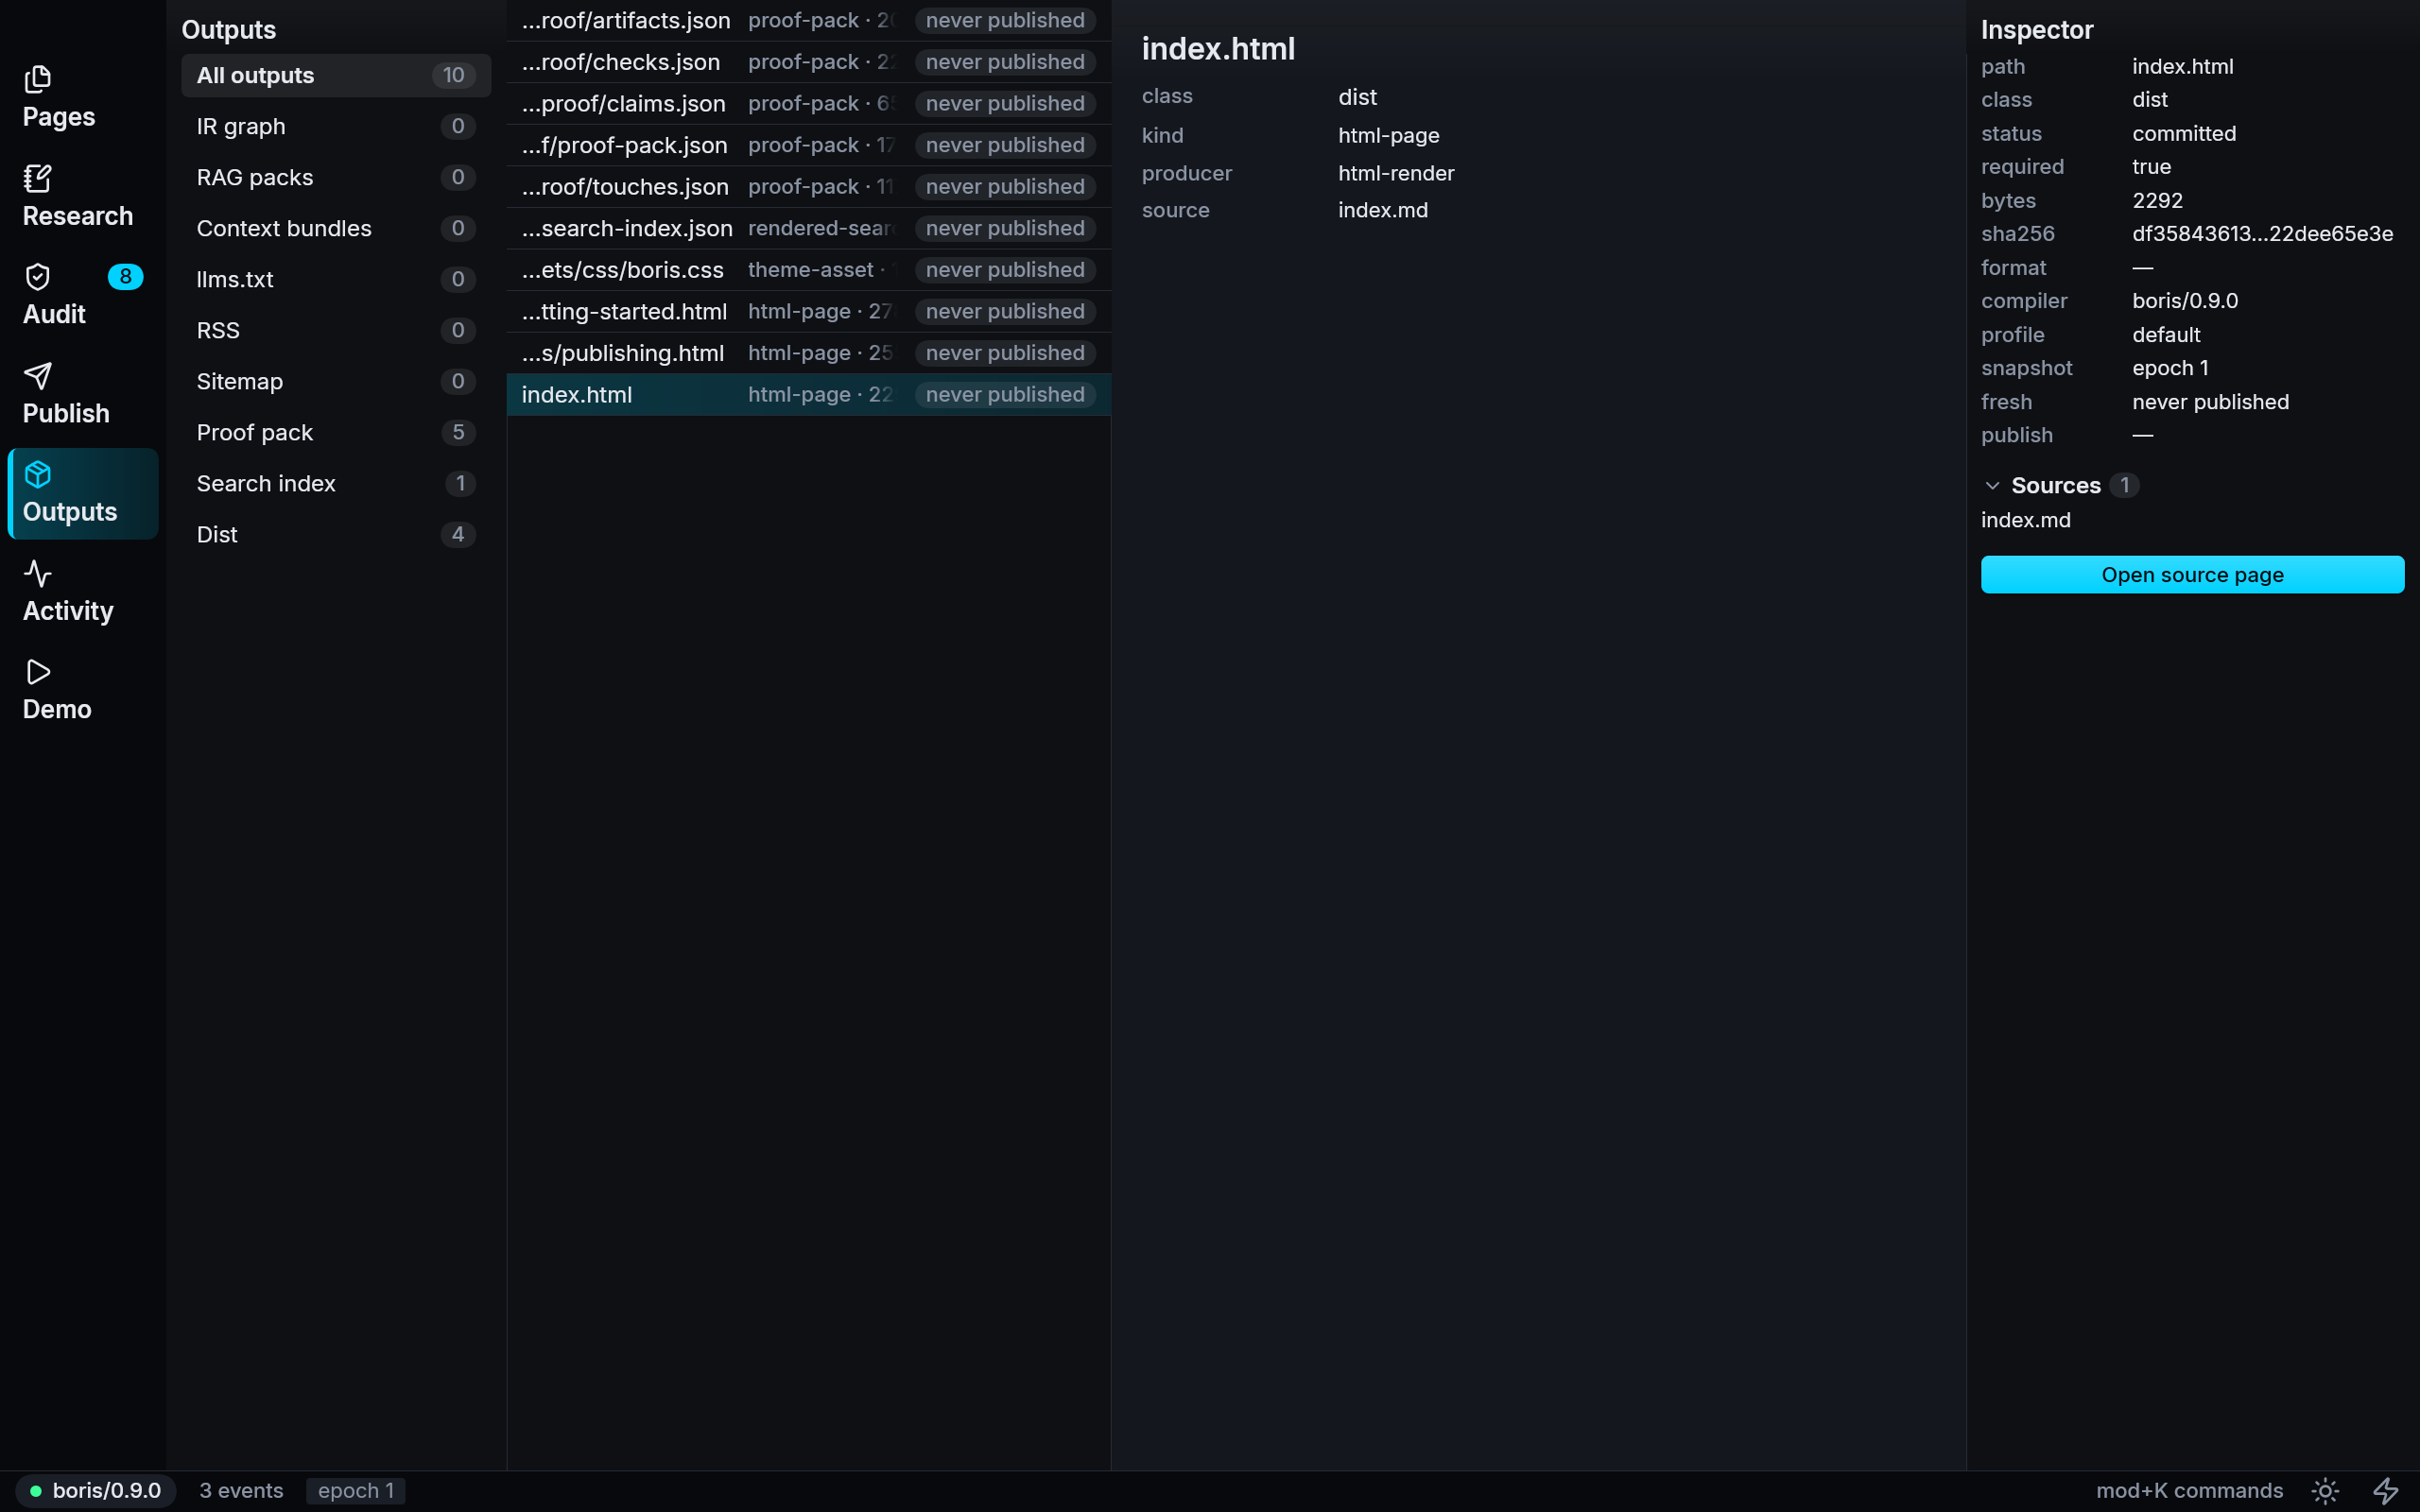 Pages
Research
Audit 8
Publish
Outputs
Activity
Demo
Outputs
All outputs 10
IR graph 0
RAG packs 0
Context bundles 0
llms.txt 0
RSS 0
Sitemap 0
Proof pack 5
Search index 1
Dist 4
...roof/artifacts.json proof-pack · 20 never published
...roof/checks.json proof-pack · 22 never published
...proof/claims.json proof-pack · 65 never published
...f/proof-pack.json proof-pack · 17 never published
...roof/touches.json proof-pack · 11 never published
...search-index.json rendered-sear never published
...ets/css/boris.css theme-asset · never published
...tting-started.html html-page · 27 never published
...s/publishing.html html-page · 25 never published
index.html html-page · 22 never published
index.html
class dist
kind html-page
producer html-render
source index.md
Inspector
path index.html
class dist
status committed
required true
bytes 2292
sha256 df35843613...22dee65e3e
format —
compiler boris/0.9.0
profile default
snapshot epoch 1
fresh never published
publish —
Sources 1
index.md
Open source page
boris/0.9.0 3 events epoch 1 mod+K commands